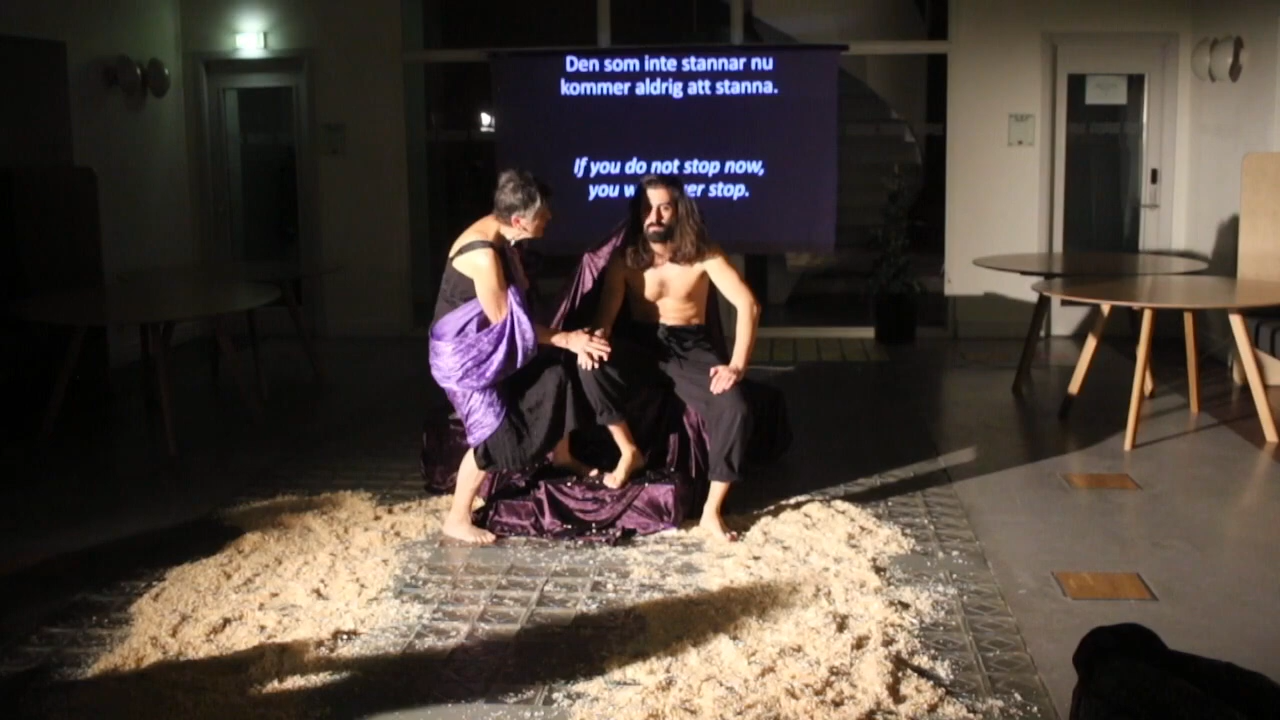 Den som inte stannar nu
kommer aldrig att stanna.
If you do not stop now,
you stop.